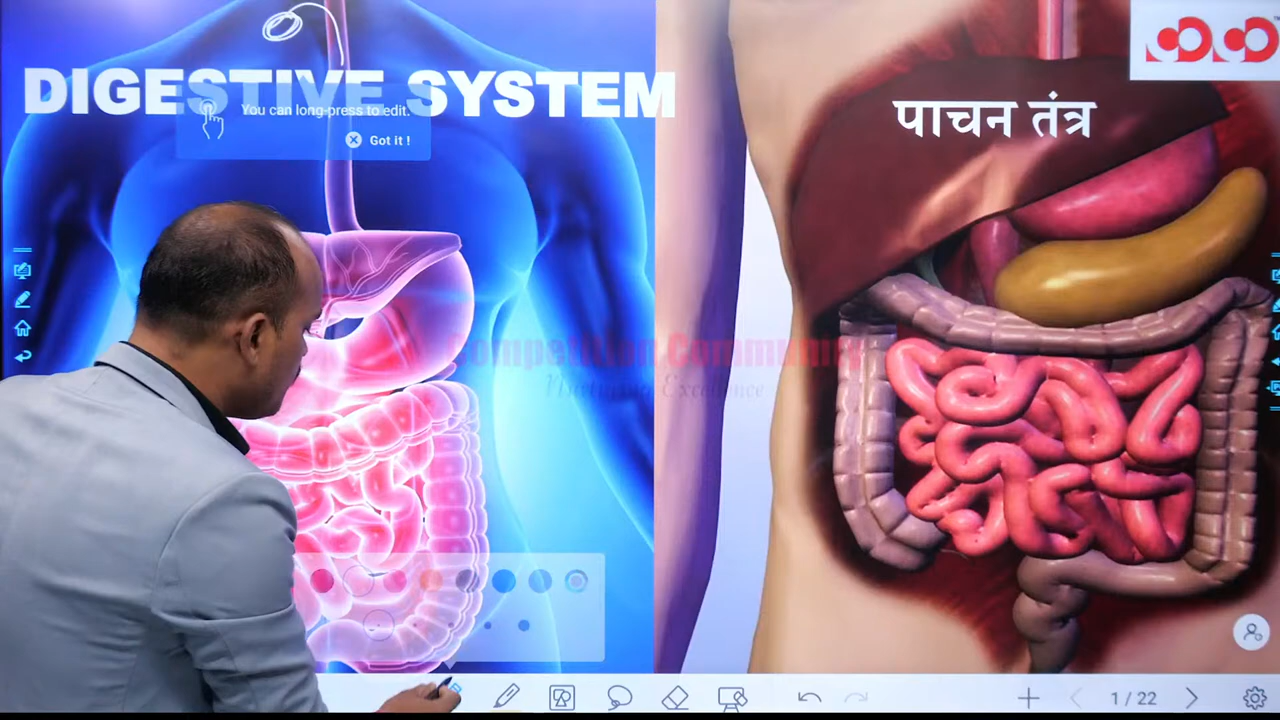 DIGESTIVE SYSTEM
You can long-press to edit.
Got it !
पाचन तंत्र
Competition Community
Nurturing Excellence
1 / 22